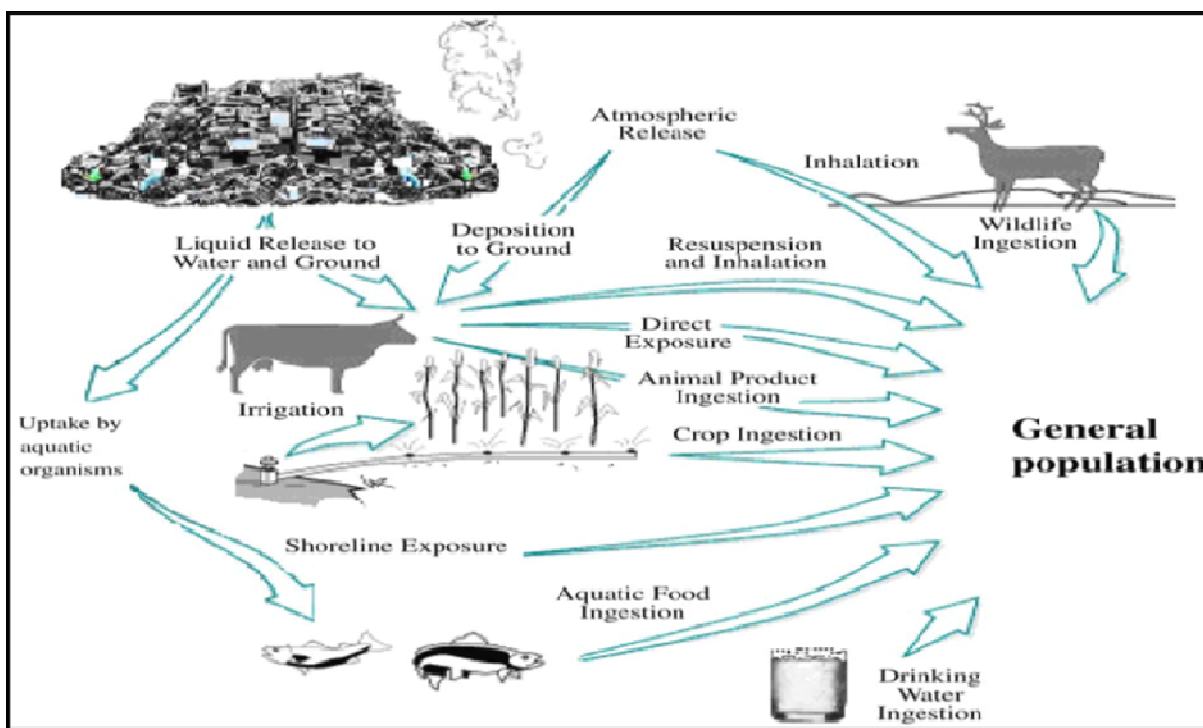 Atmospheric
Release
Inhalation
Wildlife
Ingestion
Liquid Release to
Water and Ground
Deposition
to Ground
Resuspension
and Inhalation
Direct
Exposure
Animal Product
Ingestion
Irrigation
Crop Ingestion
Uptake by
aquatic
organisms
General
population
Shoreline Exposure
Aquatic Food
Ingestion
Drinking
Water
Ingestion